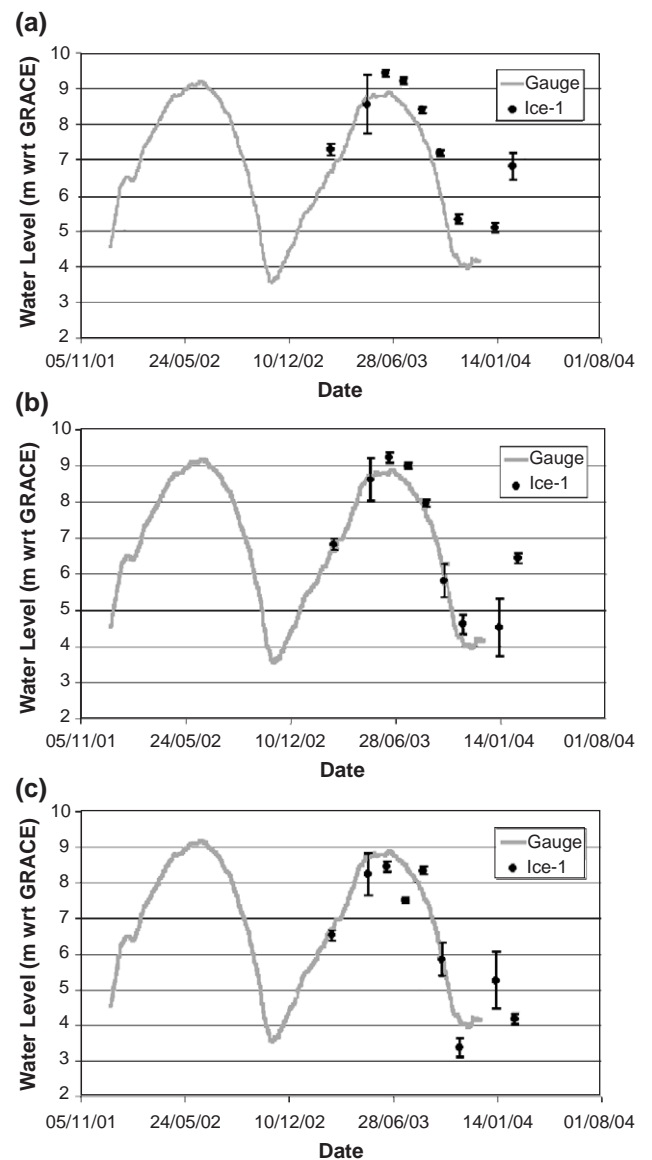 (a)
Water Level (m wrt GRACE)
10
9
8
7
6
5
4
3
2
Gauge
Ice-1
05/11/01 24/05/02 10/12/02 28/06/03 14/01/04 01/08/04
Date
(b)
Water Level (m wrt GRACE)
10
9
8
7
6
5
4
3
2
Gauge
Ice-1
05/11/01 24/05/02 10/12/02 28/06/03 14/01/04 01/08/04
Date
(c)
Water Level (m wrt GRACE)
10
9
8
7
6
5
4
3
2
Gauge
Ice-1
05/11/01 24/05/02 10/12/02 28/06/03 14/01/04 01/08/04
Date